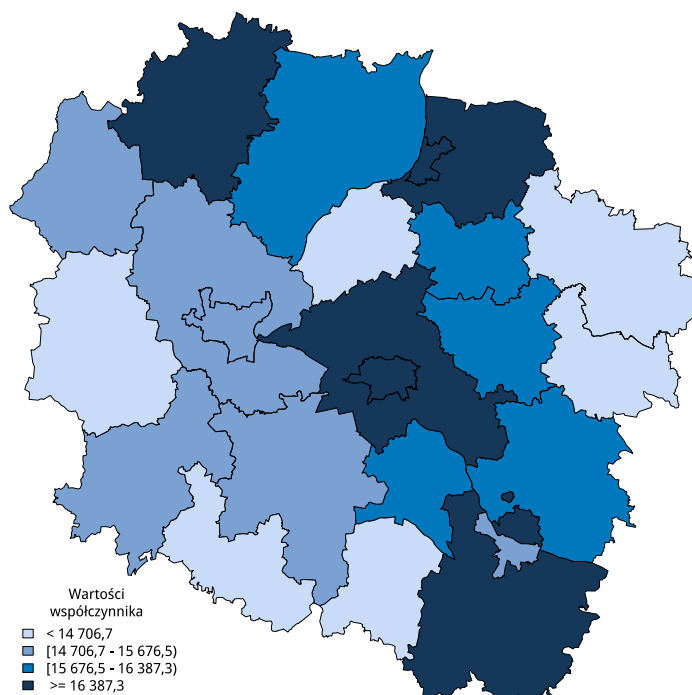 Wartości
współczynnika
< 14 706,7
[14 706,7 - 15 676,5)
[15 676,5 - 16 387,3)
>= 16 387,3